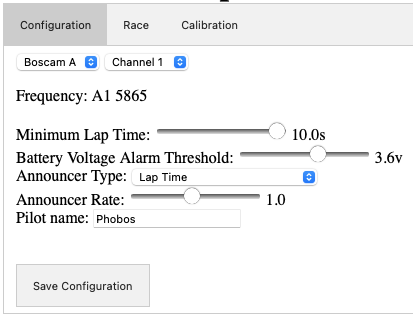 Configuration Race Calibration
Boscam A Channel 1
Frequency: A1 5865
Minimum Lap Time: 10.0s
Battery Voltage Alarm Threshold: 3.6v
Announcer Type: Lap Time
Announcer Rate: 1.0
Pilot name: Phobos
Save Configuration